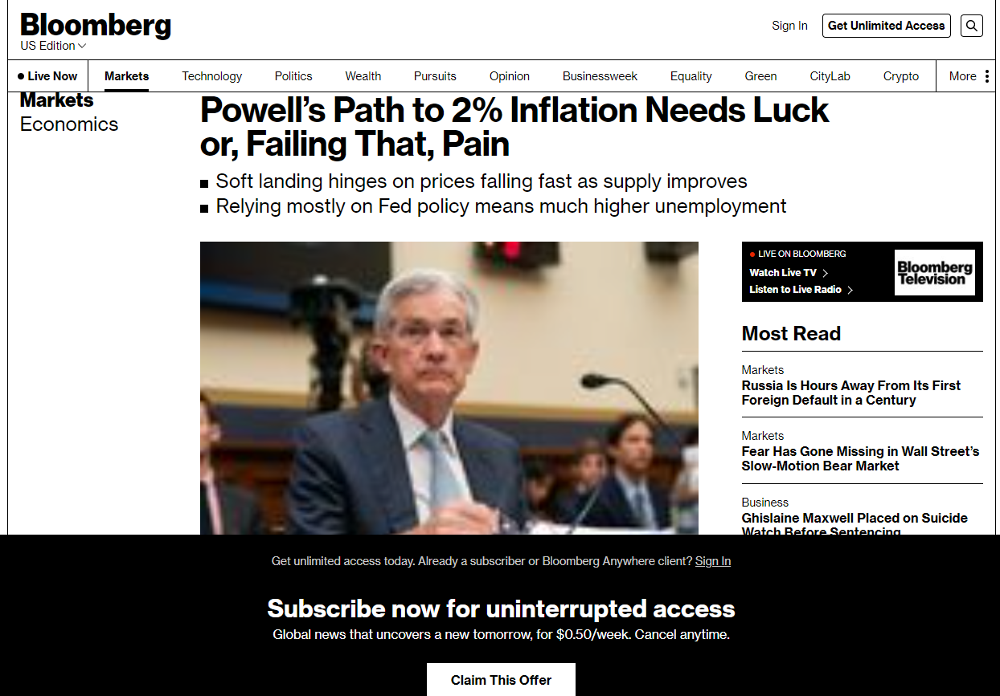 Bloomberg
US Edition
Sign In
Get Unlimited Access
Live Now
Markets
Technology
Politics
Wealth
Pursuits
Opinion
Businessweek
Equality
Green
CityLab
Crypto
More
Markets
Economics
Powell’s Path to 2% Inflation Needs Luck
or, Failing That, Pain
Soft landing hinges on prices falling fast as supply improves
Relying mostly on Fed policy means much higher unemployment
LIVE ON BLOOMBERG
Watch Live TV
Listen to Live Radio
Bloomberg
Television
Most Read
Markets
Russia Is Hours Away From Its First
Foreign Default in a Century
Markets
Fear Has Gone Missing in Wall Street’s
Slow-Motion Bear Market
Business
Ghislaine Maxwell Placed on Suicide
Watch Before Sentencing
Get unlimited access today. Already a subscriber or Bloomberg Anywhere client? Sign In
Subscribe now for uninterrupted access
Global news that uncovers a new tomorrow, for $0.50/week. Cancel anytime.
Claim This Offer